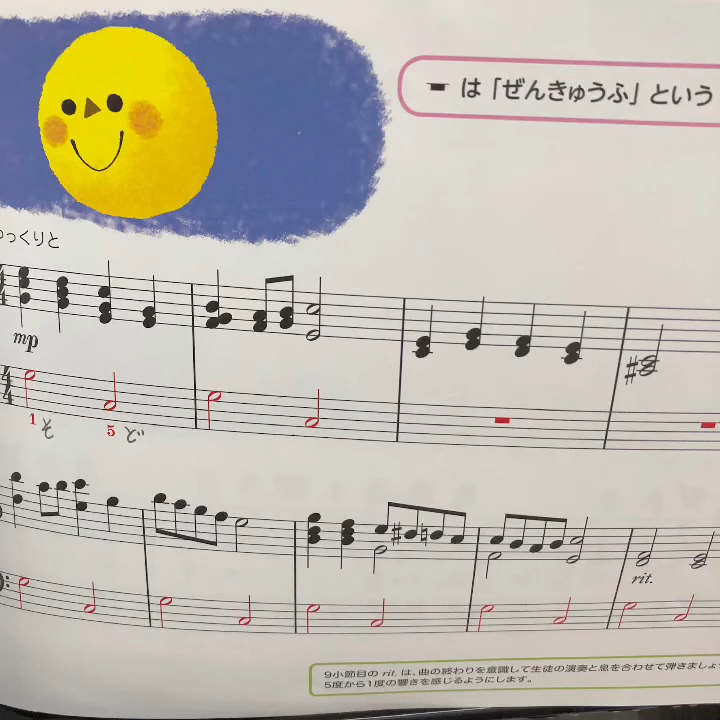 は「ぜんきゅうふ」という
っくりと
4
mp
4
4
1 そ 5 ど
rit.
9小節目の rit. は、曲の終わりを意識して生徒の演奏と息を合わせて弾きましょ
5度から1度の響きを感じるようにします。